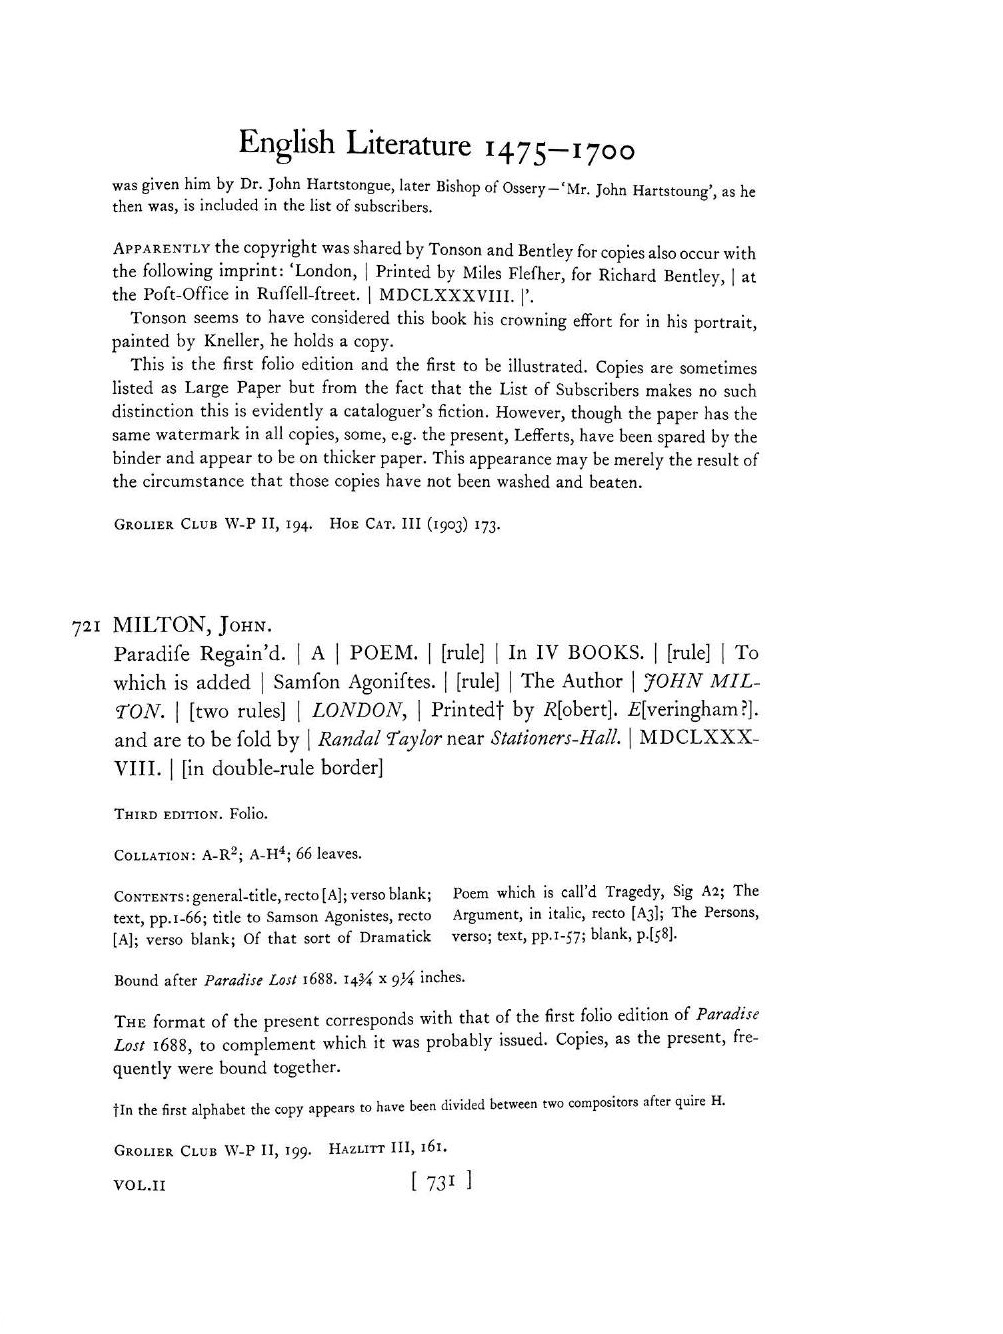 English Literature 1475–1700
was given him by Dr. John Hartstongue, later Bishop of Ossery—‘Mr. John Hartstoung’, as he
then was, is included in the list of subscribers.
APPARENTLY the copyright was shared by Tonson and Bentley for copies also occur with
the following imprint: ‘London, | Printed by Miles Fleſher, for Richard Bentley, | at
the Poſt-Office in Ruſſell-ſtreet. | MDCLXXXVIII. |’.
Tonson seems to have considered this book his crowning effort for in his portrait,
painted by Kneller, he holds a copy.
This is the first folio edition and the first to be illustrated. Copies are sometimes
listed as Large Paper but from the fact that the List of Subscribers makes no such
distinction this is evidently a cataloguer’s fiction. However, though the paper has the
same watermark in all copies, some, e.g. the present, Lefferts, have been spared by the
binder and appear to be on thicker paper. This appearance may be merely the result of
the circumstance that those copies have not been washed and beaten.
GROLIER CLUB W-P II, 194. HOE CAT. III (1903) 173.
721 MILTON, JOHN.
Paradiſe Regain’d. | A | POEM. | [rule] | In IV BOOKS. | [rule] | To
which is added | Samſon Agoniſtes. | [rule] | The Author | JOHN MIL-
TON. | [two rules] | LONDON, | Printed† by R[obert]. E[veringham?].
and are to be ſold by | Randal Taylor near Stationers-Hall. | MDCLXXX-
VIII. | [in double-rule border]
THIRD EDITION. Folio.
COLLATION: A-R²; A-H⁴; 66 leaves.
CONTENTS: general-title, recto [A]; verso blank;
text, pp.1-66; title to Samson Agonistes, recto
[A]; verso blank; Of that sort of Dramatick
Poem which is call’d Tragedy, Sig A2; The
Argument, in italic, recto [A3]; The Persons,
verso; text, pp.1-57; blank, p.[58].
Bound after Paradise Lost 1688. 14¾ x 9¼ inches.
THE format of the present corresponds with that of the first folio edition of Paradise
Lost 1688, to complement which it was probably issued. Copies, as the present, fre-
quently were bound together.
†In the first alphabet the copy appears to have been divided between two compositors after quire H.
GROLIER CLUB W-P II, 199. HAZLITT III, 161.
VOL.II [ 731 ]